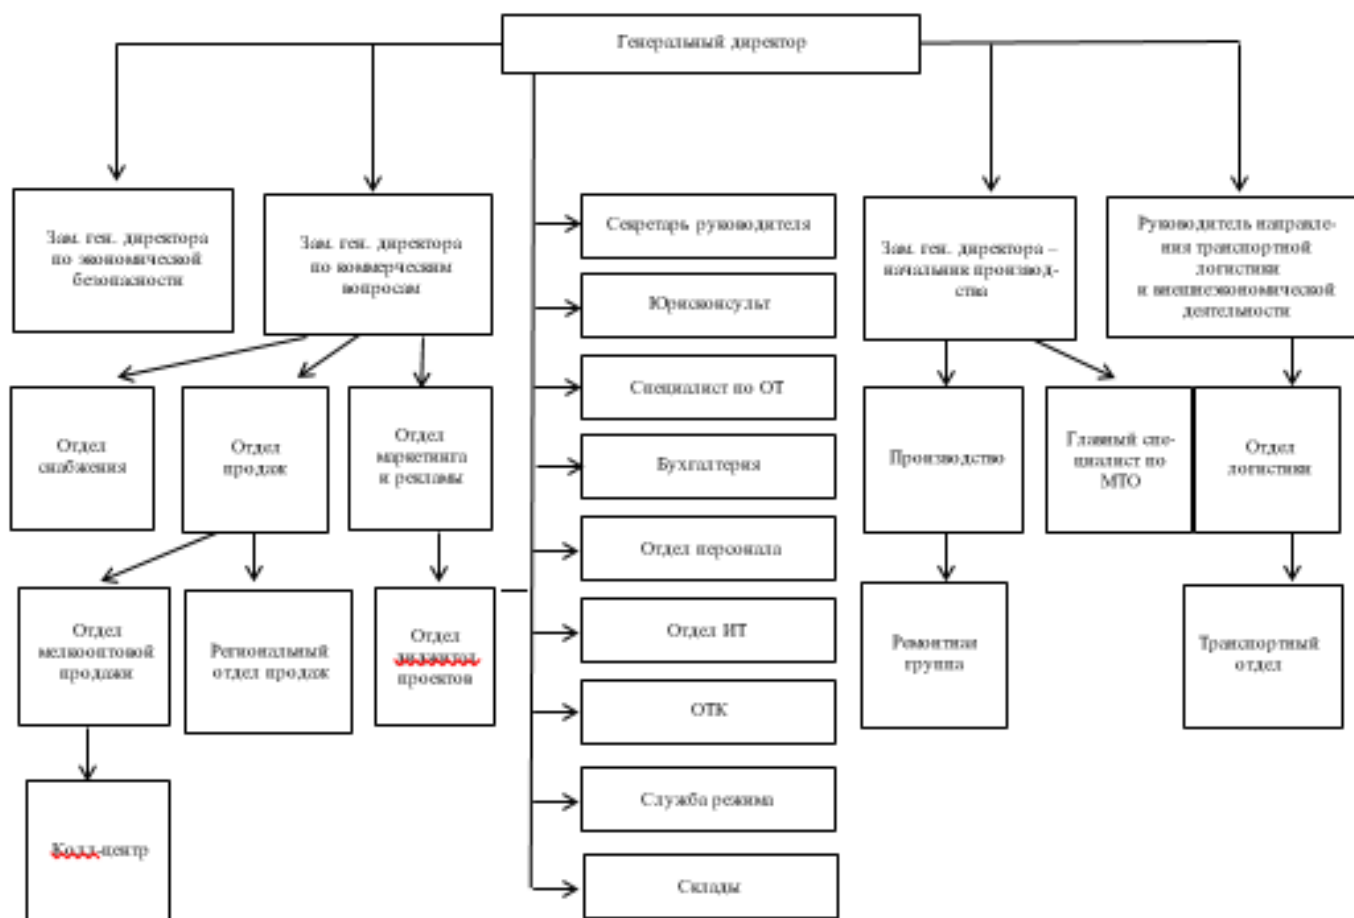 Генеральный директор
Зам. ген. директора
по экономической
безопасности
Зам. ген. директора
по коммерческим
вопросам
Секретарь руководителя
Юрисконсульт
Специалист по ОТ
Бухгалтерия
Отдел персонала
Отдел ИТ
ОТК
Служба режима
Склады
Зам. ген. директора –
начальник производ-
ства
Руководитель направле-
ния транспортной
логистики
и внешнеэкономической
деятельности
Отдел
снабжения
Отдел
продаж
Отдел
маркетинга
и рекламы
Производство
Главный спе-
циалист по
МТО
Отдел
логистики
Отдел
мелкооптовой
продажи
Региональный
отдел продаж
Отдел
диджитал
проектов
Ремонтная
группа
Транспортный
отдел
Колл-центр